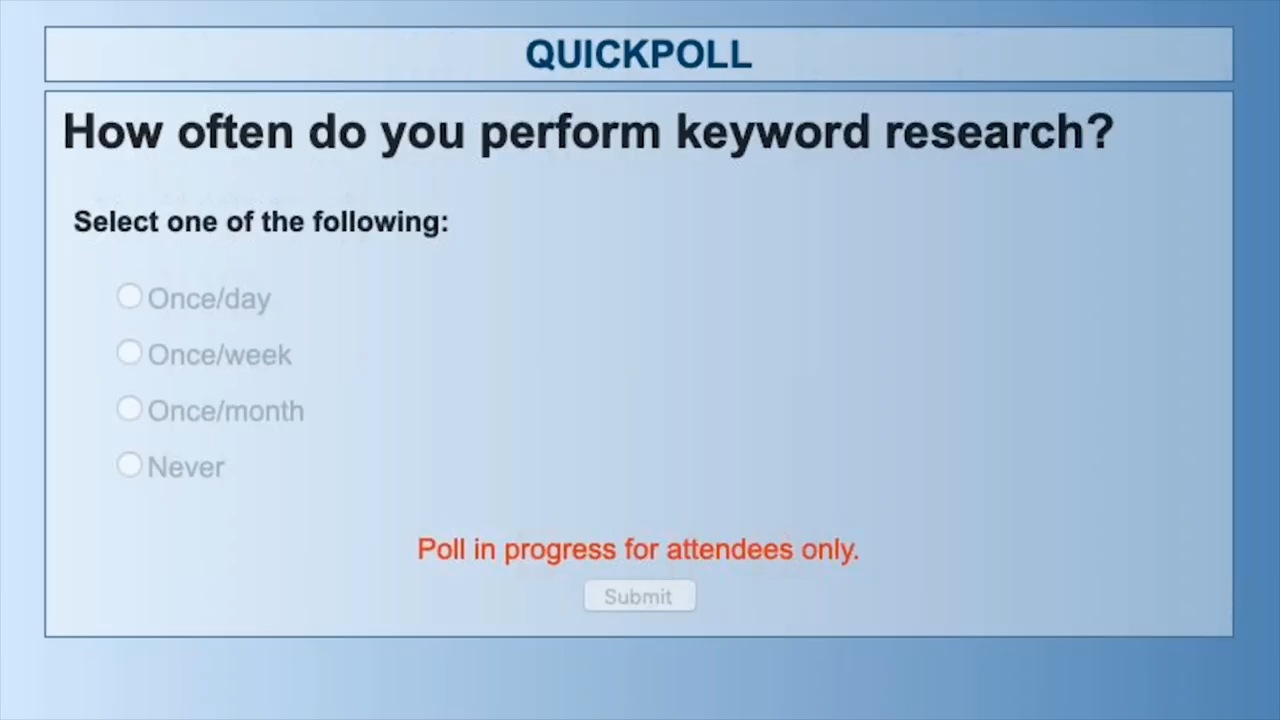 QUICKPOLL
How often do you perform keyword research?
Select one of the following:
Once/day
Once/week
Once/month
Never
Poll in progress for attendees only.
Submit